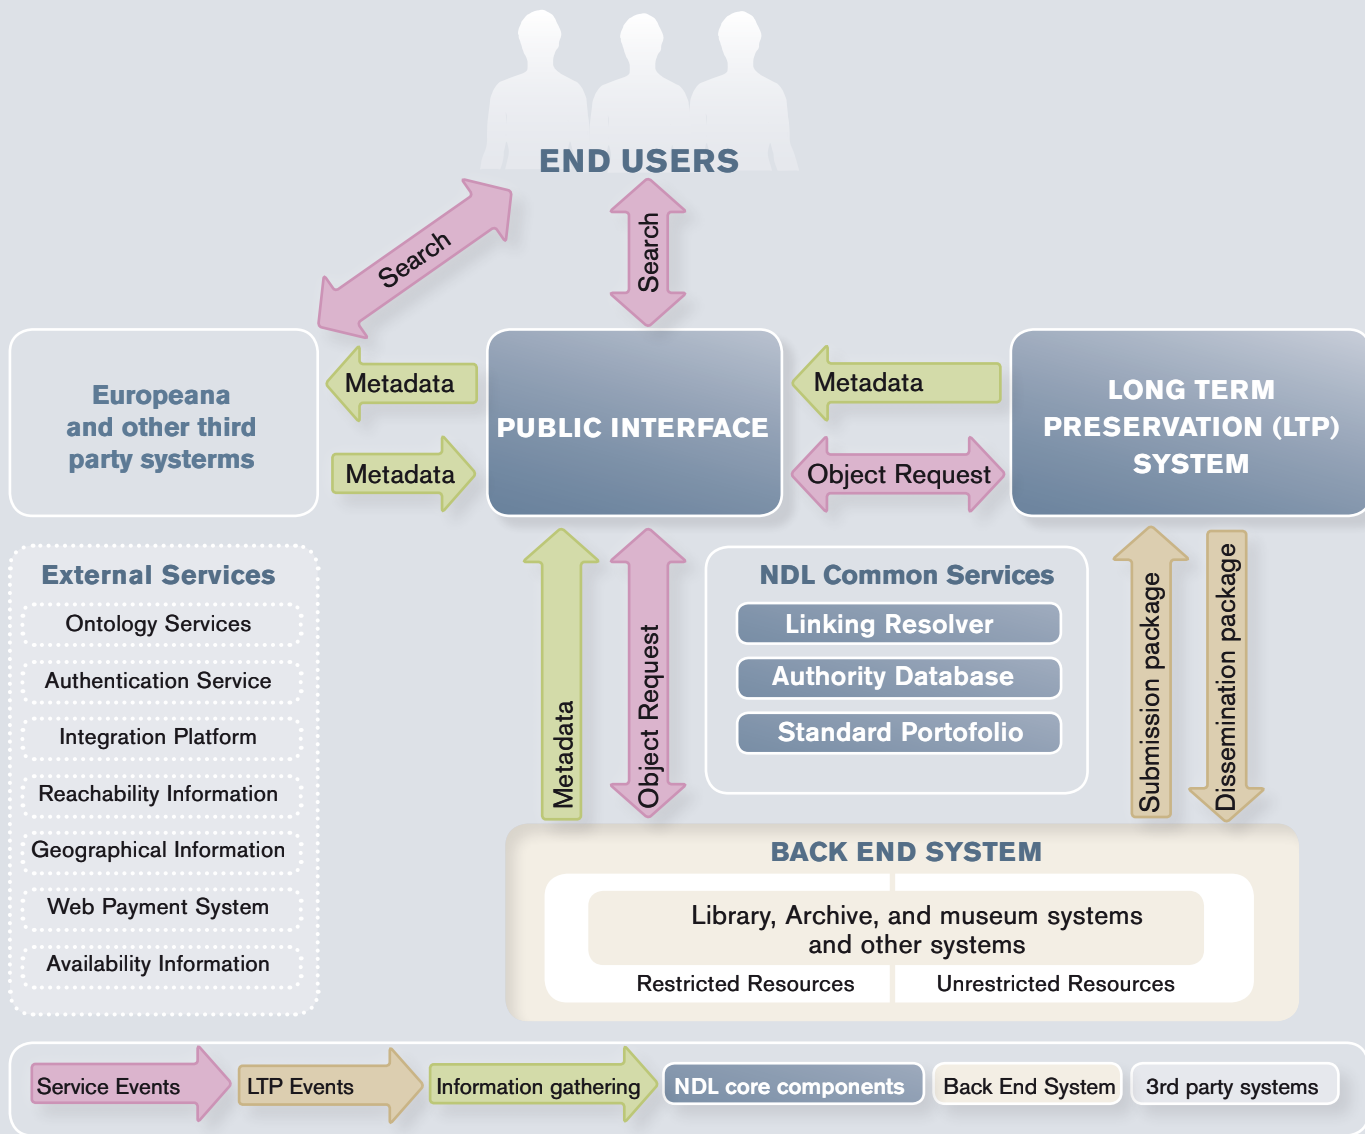 END USERS
Search
Search
Europeana
and other third
party systerms
Metadata
Metadata
PUBLIC INTERFACE
Metadata
Object Request
LONG TERM
PRESERVATION (LTP)
SYSTEM
External Services
Ontology Services
Authentication Service
Integration Platform
Reachability Information
Geographical Information
Web Payment System
Availability Information
Metadata
Object Request
NDL Common Services
Linking Resolver
Authority Database
Standard Portofolio
Submission package
Dissemination package
BACK END SYSTEM
Library, Archive, and museum systems
and other systems
Restricted Resources
Unrestricted Resources
Service Events
LTP Events
Information gathering
NDL core components
Back End System
3rd party systems